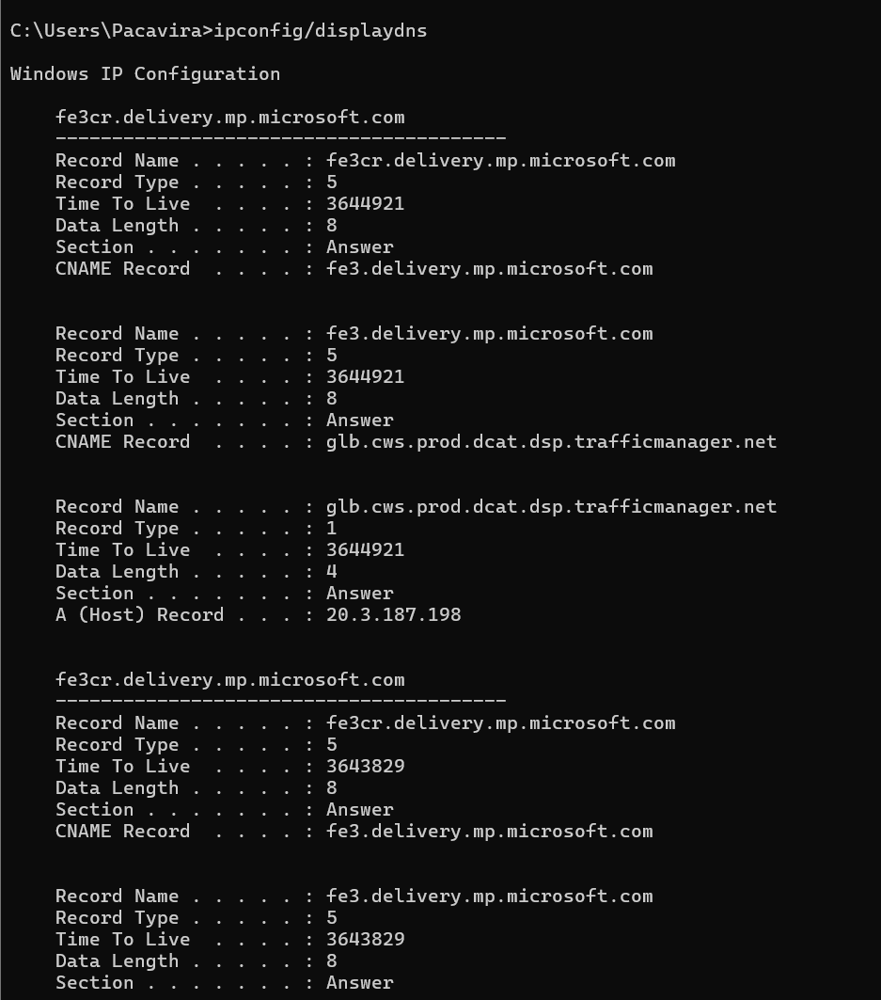 C:\Users\Pacavira>ipconfig/displaydns
Windows IP Configuration
fe3cr.delivery.mp.microsoft.com
----------------------------------------
Record Name . . . . . : fe3cr.delivery.mp.microsoft.com
Record Type . . . . . : 5
Time To Live  . . . . : 3644921
Data Length . . . . . : 8
Section . . . . . . . : Answer
CNAME Record  . . . . : fe3.delivery.mp.microsoft.com
Record Name . . . . . : fe3.delivery.mp.microsoft.com
Record Type . . . . . : 5
Time To Live  . . . . : 3644921
Data Length . . . . . : 8
Section . . . . . . . : Answer
CNAME Record  . . . . : glb.cws.prod.dcat.dsp.trafficmanager.net
Record Name . . . . . : glb.cws.prod.dcat.dsp.trafficmanager.net
Record Type . . . . . : 1
Time To Live  . . . . : 3644921
Data Length . . . . . : 4
Section . . . . . . . : Answer
A (Host) Record . . . : 20.3.187.198
fe3cr.delivery.mp.microsoft.com
----------------------------------------
Record Name . . . . . : fe3cr.delivery.mp.microsoft.com
Record Type . . . . . : 5
Time To Live  . . . . : 3643829
Data Length . . . . . : 8
Section . . . . . . . : Answer
CNAME Record  . . . . : fe3.delivery.mp.microsoft.com
Record Name . . . . . : fe3.delivery.mp.microsoft.com
Record Type . . . . . : 5
Time To Live  . . . . : 3643829
Data Length . . . . . : 8
Section . . . . . . . : Answer